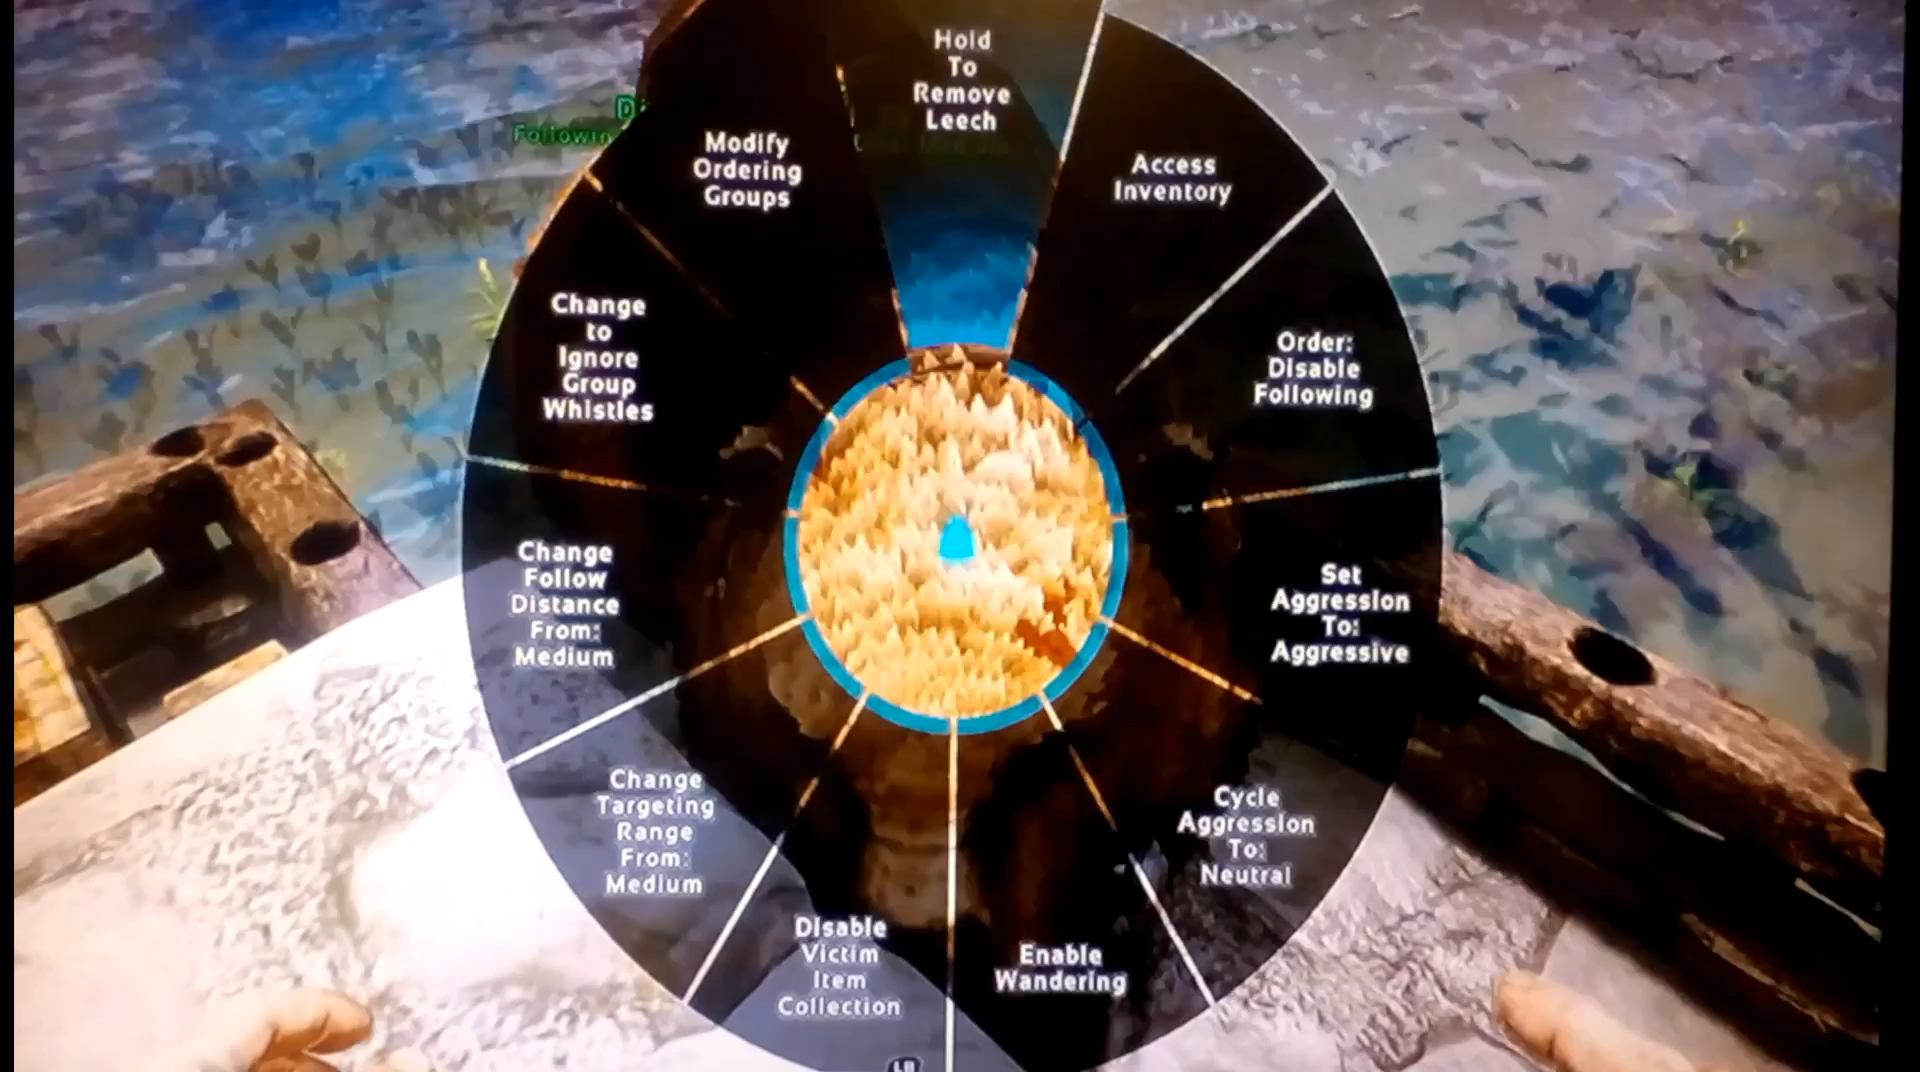 Hold
To
Remove
Leech
Access
Inventory
Order:
Disable
Following
Set
Aggression
To:
Aggressive
Cycle
Aggression
To:
Neutral
Enable
Wandering
Disable
Victim
Item
Collection
Change
Targeting
Range
From:
Medium
Change
Follow
Distance
From:
Medium
Change
to
Ignore
Group
Whistles
Modify
Ordering
Groups
LB